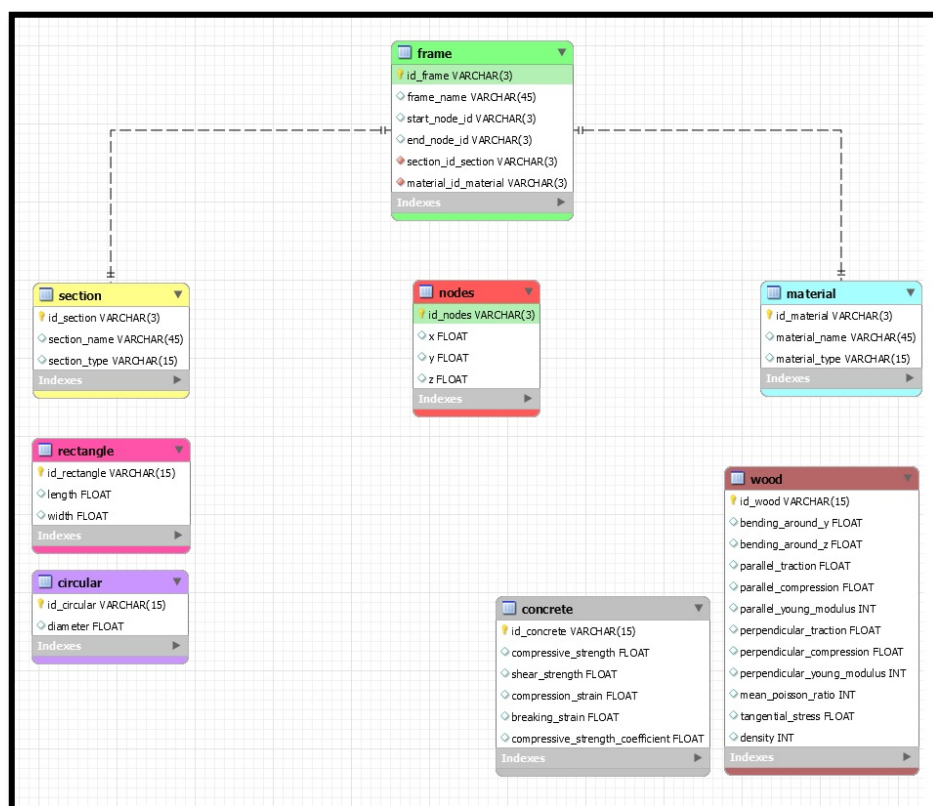 frame
id_frame VARCHAR(3)
frame_name VARCHAR(45)
start_node_id VARCHAR(3)
end_node_id VARCHAR(3)
section_id_section VARCHAR(3)
material_id_material VARCHAR(3)
Indexes
section
id_section VARCHAR(3)
section_name VARCHAR(45)
section_type VARCHAR(15)
Indexes
nodes
id_nodes VARCHAR(3)
x FLOAT
y FLOAT
z FLOAT
Indexes
material
id_material VARCHAR(3)
material_name VARCHAR(45)
material_type VARCHAR(15)
Indexes
rectangle
id_rectangle VARCHAR(15)
length FLOAT
width FLOAT
Indexes
circular
id_circular VARCHAR(15)
diameter FLOAT
Indexes
concrete
id_concrete VARCHAR(15)
compressive_strength FLOAT
shear_strength FLOAT
compression_strain FLOAT
breaking_strain FLOAT
compressive_strength_coefficient FLOAT
Indexes
wood
id_wood VARCHAR(15)
bending_around_y FLOAT
bending_around_z FLOAT
parallel_traction FLOAT
parallel_compression FLOAT
parallel_young_modulus INT
perpendicular_traction FLOAT
perpendicular_compression FLOAT
perpendicular_young_modulus INT
mean_poisson_ratio INT
tangential_stress FLOAT
density INT
Indexes